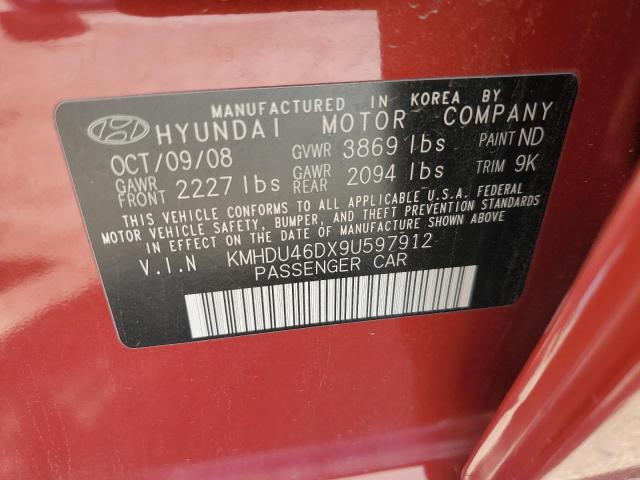 MANUFACTURED IN KOREA BY
HYUNDAI MOTOR COMPANY
OCT/09/08 GVWR 3869 lbs PAINT ND
GAWR FRONT 2227 lbs GAWR REAR 2094 lbs TRIM 9K
THIS VEHICLE CONFORMS TO ALL APPLICABLE U.S.A. FEDERAL
MOTOR VEHICLE SAFETY, BUMPER, AND THEFT PREVENTION STANDARDS
IN EFFECT ON THE DATE OF MANUFACTURE SHOWN ABOVE
V.I.N KMHDU46DX9U597912
PASSENGER CAR